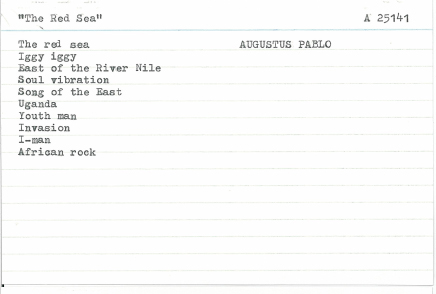 "The Red Sea" A 25141
The red sea AUGUSTUS PABLO
Iggy iggy
East of the River Nile
Soul vibration
Song of the East
Uganda
Youth man
Invasion
I-man
African rock